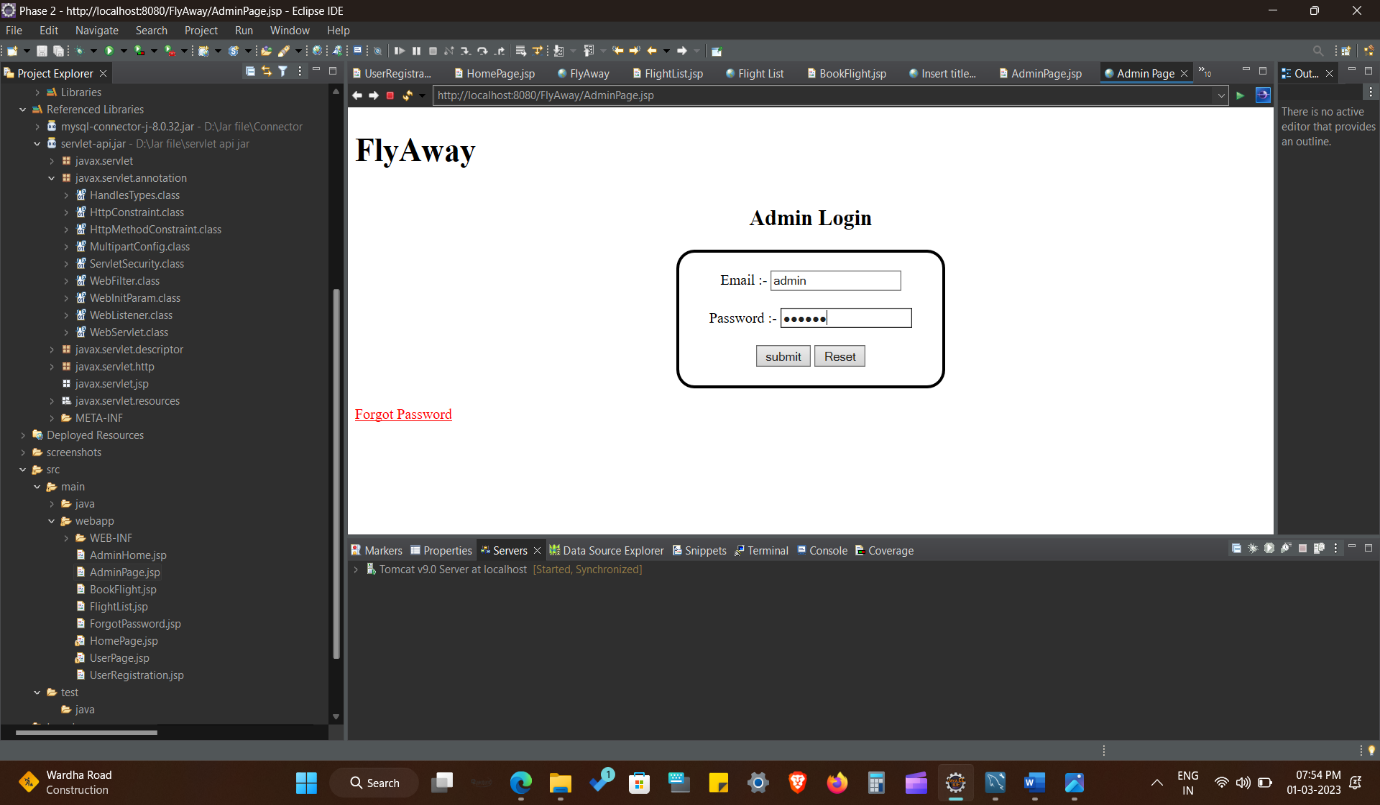 Phase 2 - http://localhost:8080/FlyAway/AdminPage.jsp - Eclipse IDE
File Edit Navigate Search Project Run Window Help
Project Explorer
Libraries
Referenced Libraries
mysql-connector-j-8.0.32.jar - D:\Jar file\Connector
servlet-api.jar - D:\Jar file\servlet api jar
javax.servlet
javax.servlet.annotation
HandlesTypes.class
HttpConstraint.class
HttpMethodConstraint.class
MultipartConfig.class
ServletSecurity.class
WebFilter.class
WebInitParam.class
WebListener.class
WebServlet.class
javax.servlet.descriptor
javax.servlet.http
javax.servlet.jsp
javax.servlet.resources
META-INF
Deployed Resources
screenshots
src
main
java
webapp
WEB-INF
AdminHome.jsp
AdminPage.jsp
BookFlight.jsp
FlightList.jsp
ForgotPassword.jsp
HomePage.jsp
UserPage.jsp
UserRegistration.jsp
test
java
UserRegistra... HomePage.jsp FlyAway FlightList.jsp Flight List BookFlight.jsp Insert title... AdminPage.jsp Admin Page »10
http://localhost:8080/FlyAway/AdminPage.jsp
FlyAway
Admin Login
Email :- admin
Password :- ●●●●●●
submit Reset
Forgot Password
Out...
There is no active
editor that provides
an outline.
Markers Properties Servers Data Source Explorer Snippets Terminal Console Coverage
Tomcat v9.0 Server at localhost [Started, Synchronized]
Wardha Road
Construction
Search
1
ENG
IN
07:54 PM
01-03-2023